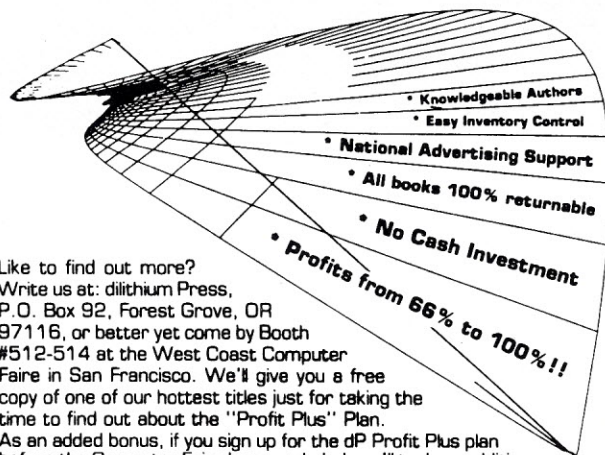 * Knowledgeable Authors
* Easy Inventory Control
* National Advertising Support
* All books 100% returnable
* No Cash Investment
* Profits from 66% to 100%!!
Like to find out more?
Write us at: dilithium Press,
P.O. Box 92, Forest Grove, OR
97116, or better yet come by Booth
#512-514 at the West Coast Computer
Faire in San Francisco. We'll give you a free
copy of one of our hottest titles just for taking the
time to find out about the "Profit Plus" Plan.
As an added bonus, if you sign up for the dP Profit Plus plan